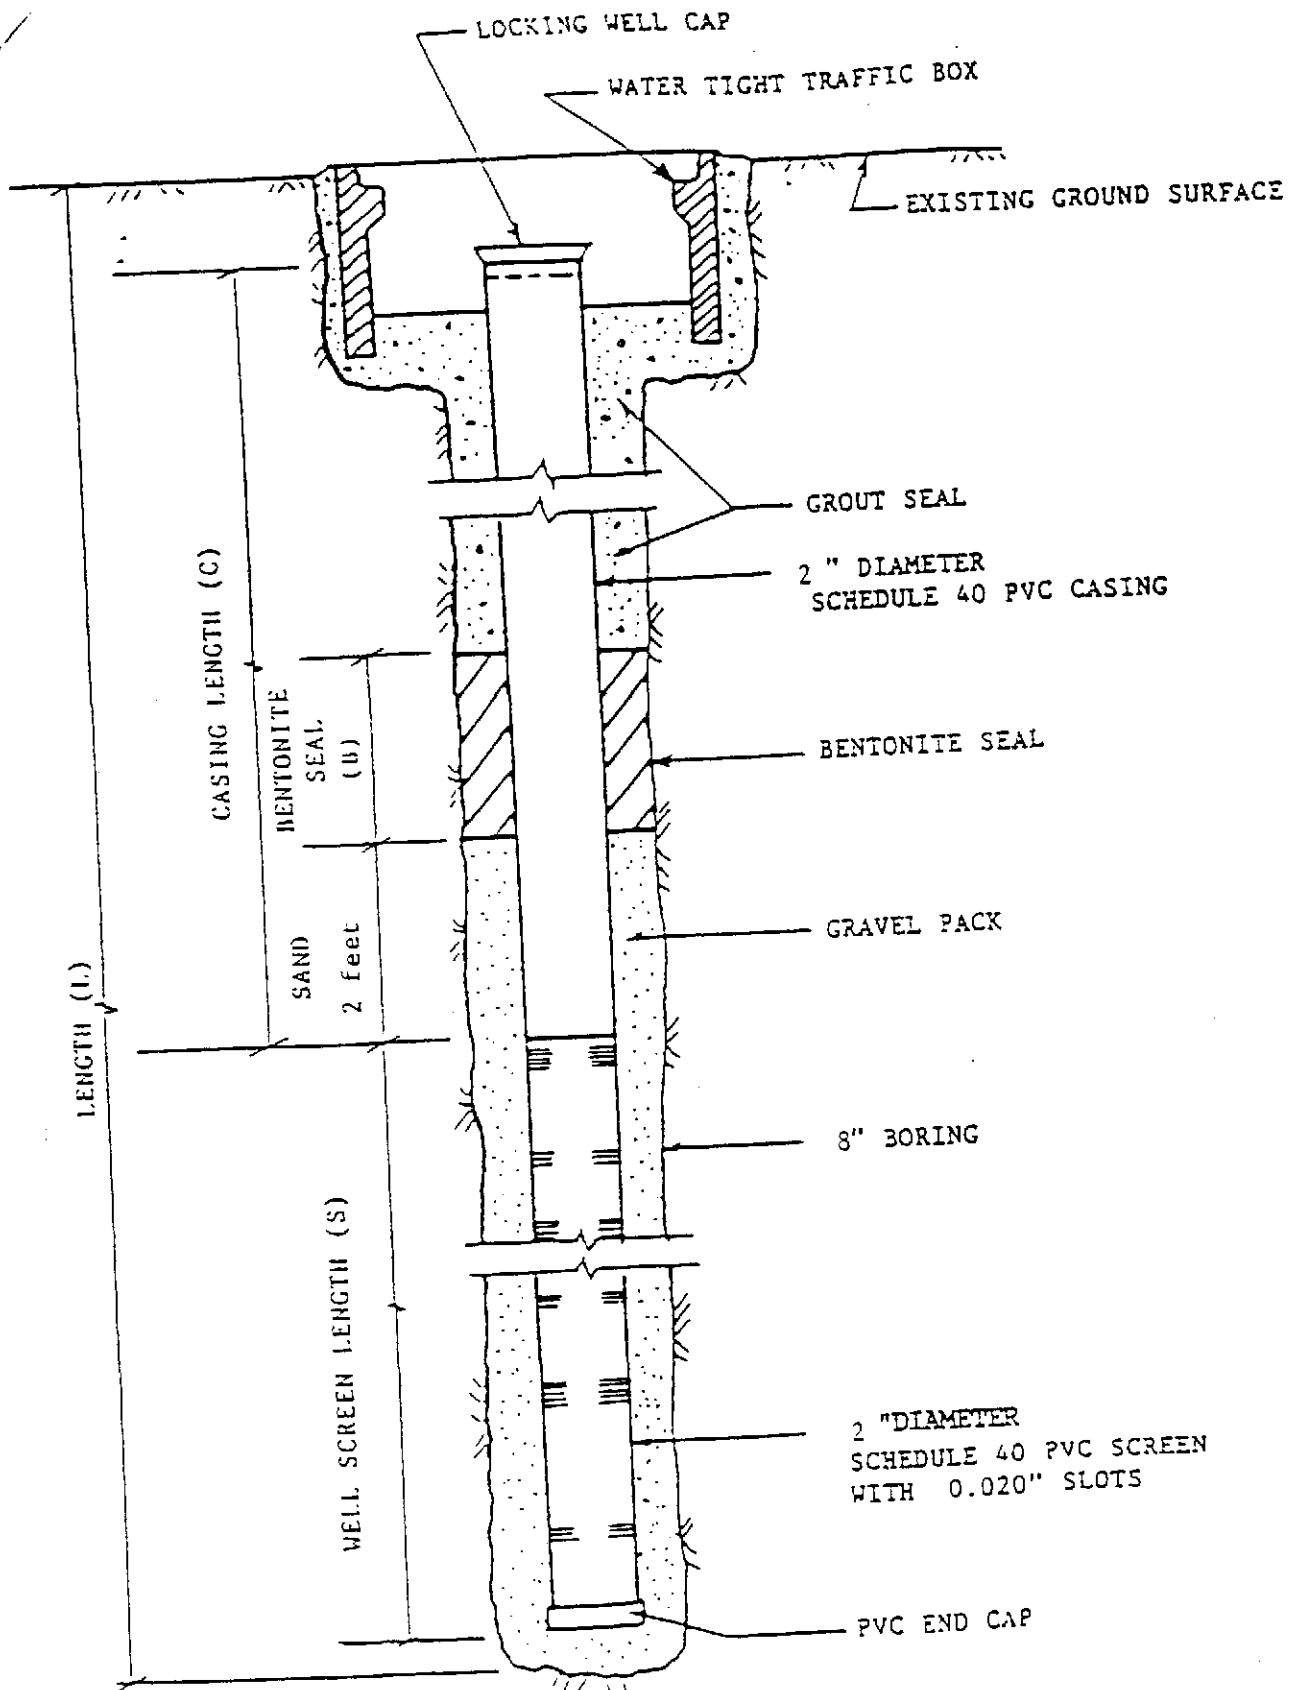 LOCKING WELL CAP
WATER TIGHT TRAFFIC BOX
EXISTING GROUND SURFACE
GROUT SEAL
2 " DIAMETER
SCHEDULE 40 PVC CASING
CASING LENGTH (C)
BENTONITE
SEAL
(B)
BENTONITE SEAL
SAND
2 feet
GRAVEL PACK
LENGTH (L)
8" BORING
WELL SCREEN LENGTH (S)
2 "DIAMETER
SCHEDULE 40 PVC SCREEN
WITH 0.020" SLOTS
PVC END CAP